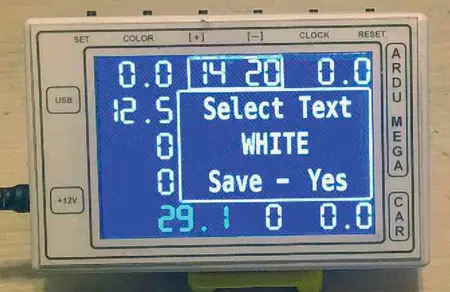 SET COLOR [+] [−] CLOCK RESET
USB
+12V
0.0 14 20 0.0
12.5
0
0
Select Text
WHITE
Save - Yes
29.1 0 0.0
ARDU MEGA
CAR